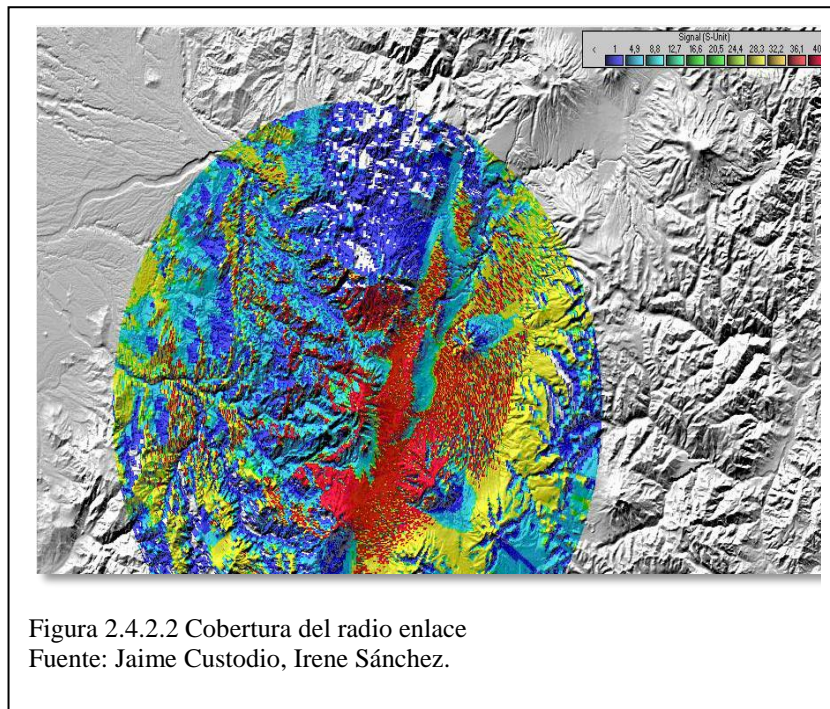 Signal (S-Unit)
< 1 4,9 8,8 12,7 16,6 20,5 24,4 28,3 32,2 36,1 40
Figura 2.4.2.2 Cobertura del radio enlace
Fuente: Jaime Custodio, Irene Sánchez.